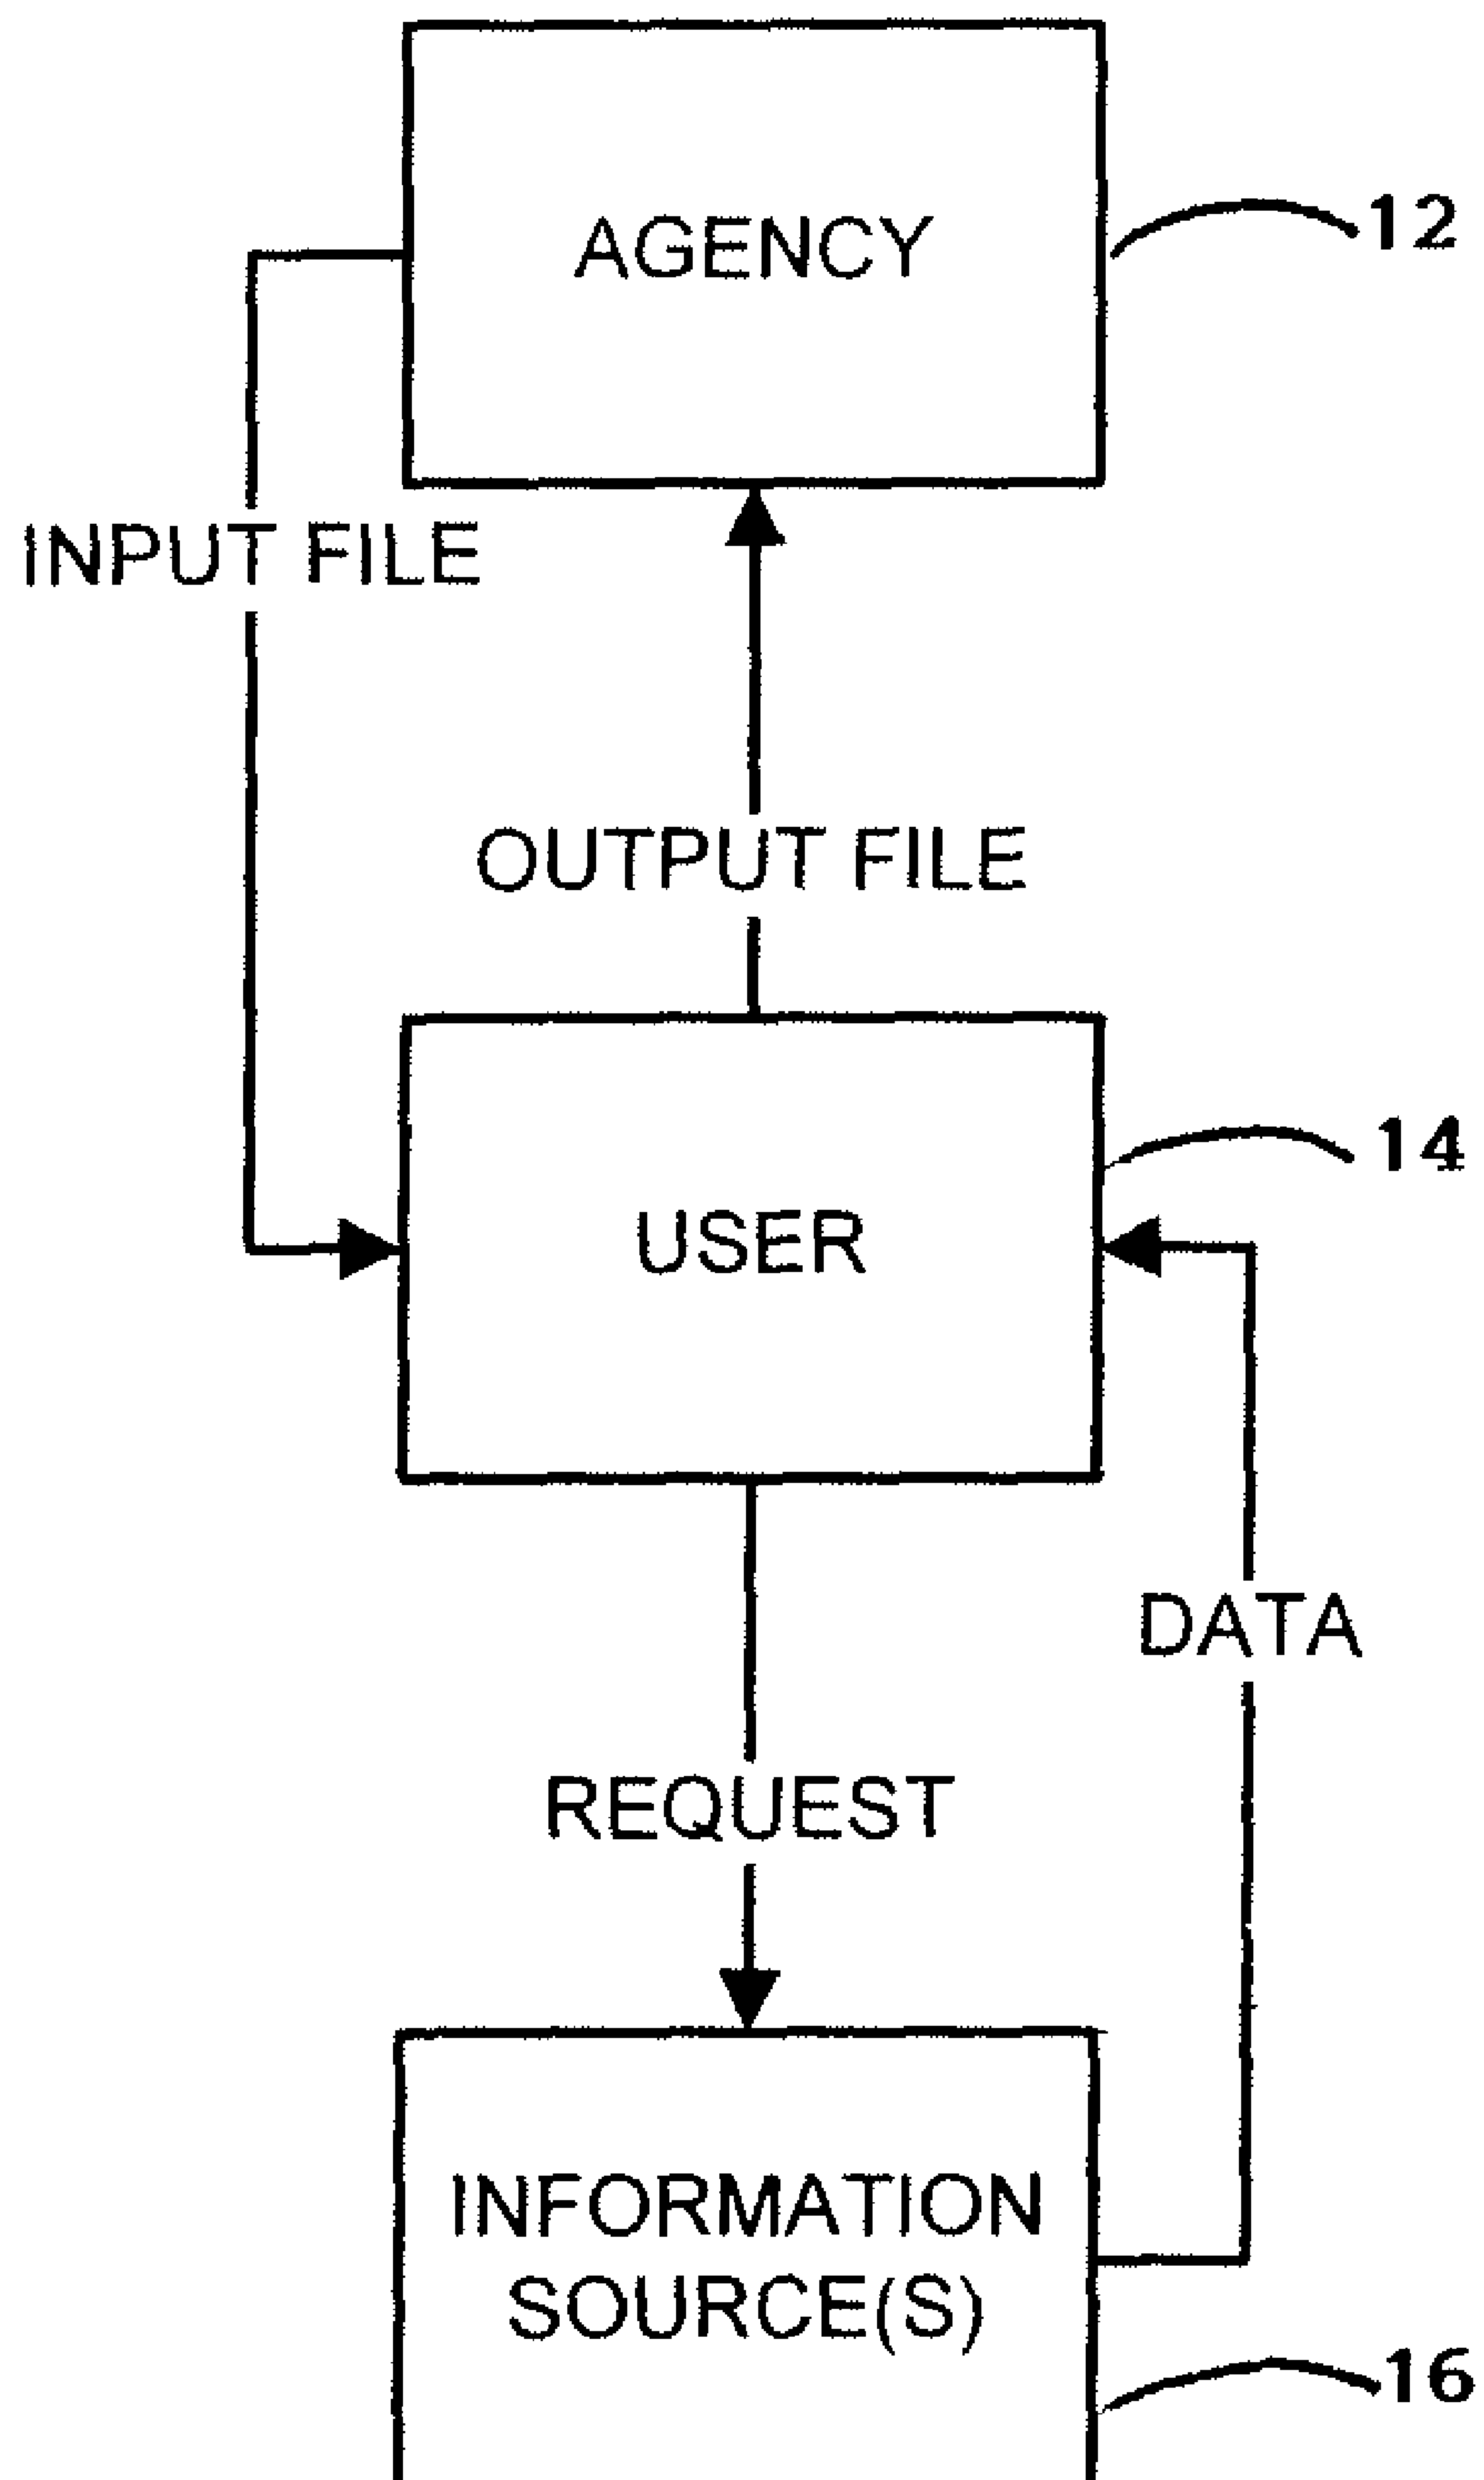 AGENCY
12
INPUT FILE
OUTPUT FILE
USER
14
DATA
REQUEST
INFORMATION
SOURCE(S)
16